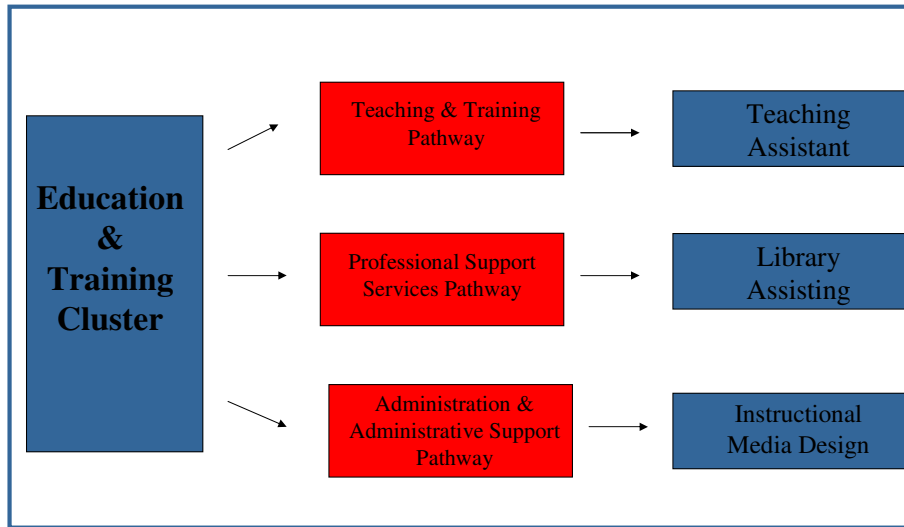 Education
&
Training
Cluster
Teaching & Training
Pathway
Teaching
Assistant
Professional Support
Services Pathway
Library
Assisting
Administration &
Administrative Support
Pathway
Instructional
Media Design